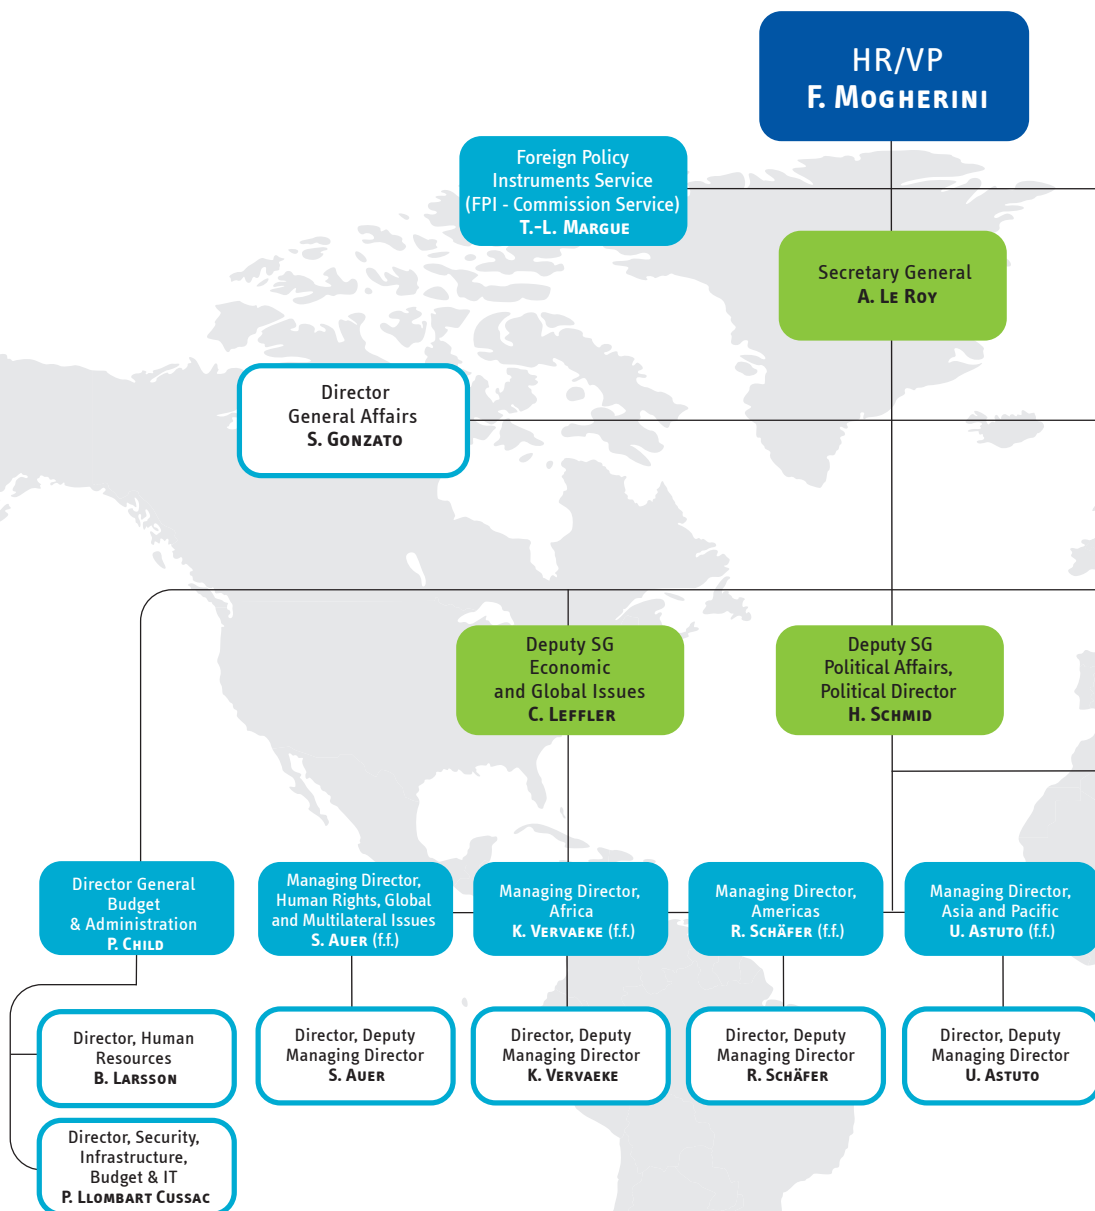 HR/VP
F. MOGHERINI
Foreign Policy
Instruments Service
(FPI - Commission Service)
T.-L. MARGUE
Secretary General
A. LE ROY
Director
General Affairs
S. GONZATO
Deputy SG
Economic
and Global Issues
C. LEFFLER
Deputy SG
Political Affairs,
Political Director
H. SCHMID
Director General
Budget
& Administration
P. CHILD
Managing Director,
Human Rights, Global
and Multilateral Issues
S. AUER (f.f.)
Managing Director,
Africa
K. VERVAEKE (f.f.)
Managing Director,
Americas
R. SCHÄFER (f.f.)
Managing Director,
Asia and Pacific
U. ASTUTO (f.f.)
Director, Human
Resources
B. LARSSON
Director, Deputy
Managing Director
S. AUER
Director, Deputy
Managing Director
K. VERVAEKE
Director, Deputy
Managing Director
R. SCHÄFER
Director, Deputy
Managing Director
U. ASTUTO
Director, Security,
Infrastructure,
Budget & IT
P. LLOMBART CUSSAC